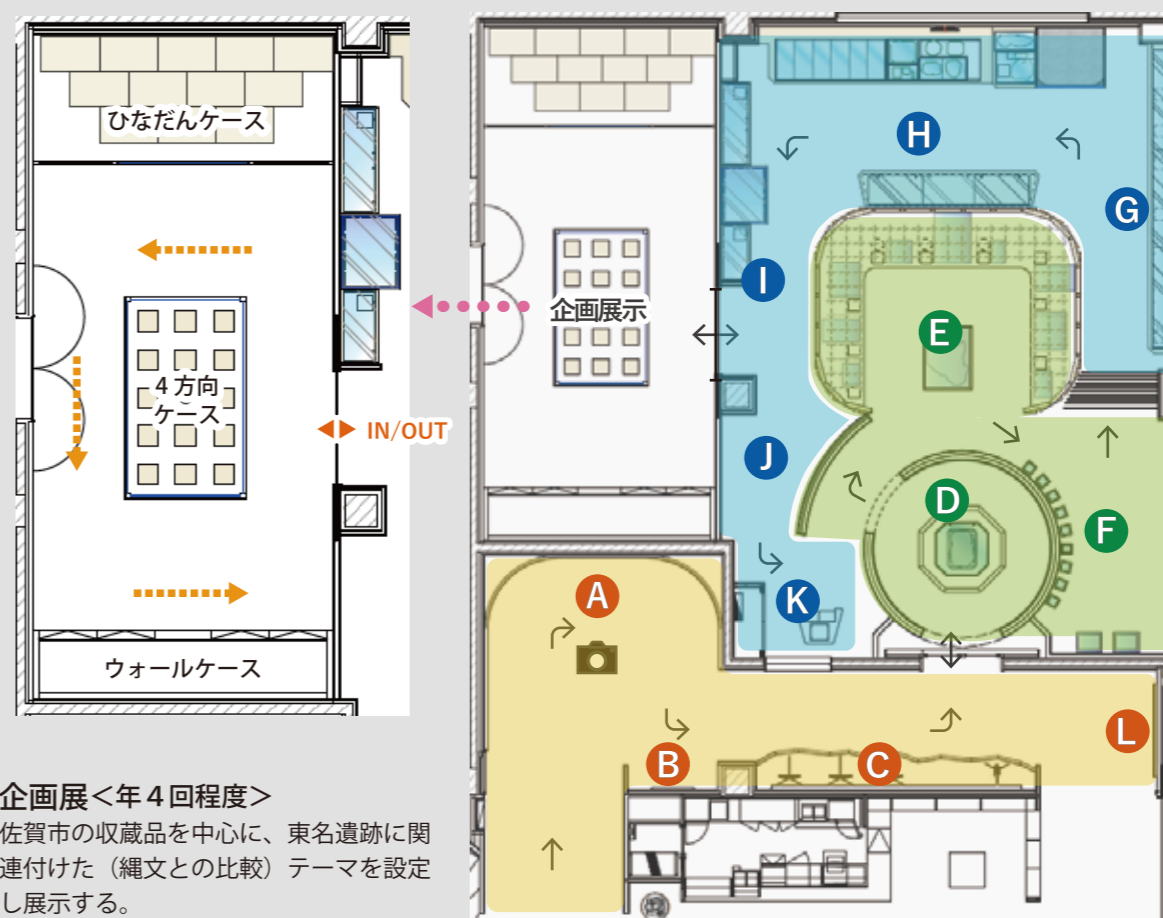 ひなだんケース
4方向
ケース
IN/OUT
ウォールケース
企画展示
H
G
I
E
J
D
F
A
K
B
C
L
企画展＜年４回程度＞
佐賀市の収蔵品を中心に、東名遺跡に関
連付けた（縄文との比較）テーマを設定
し展示する。